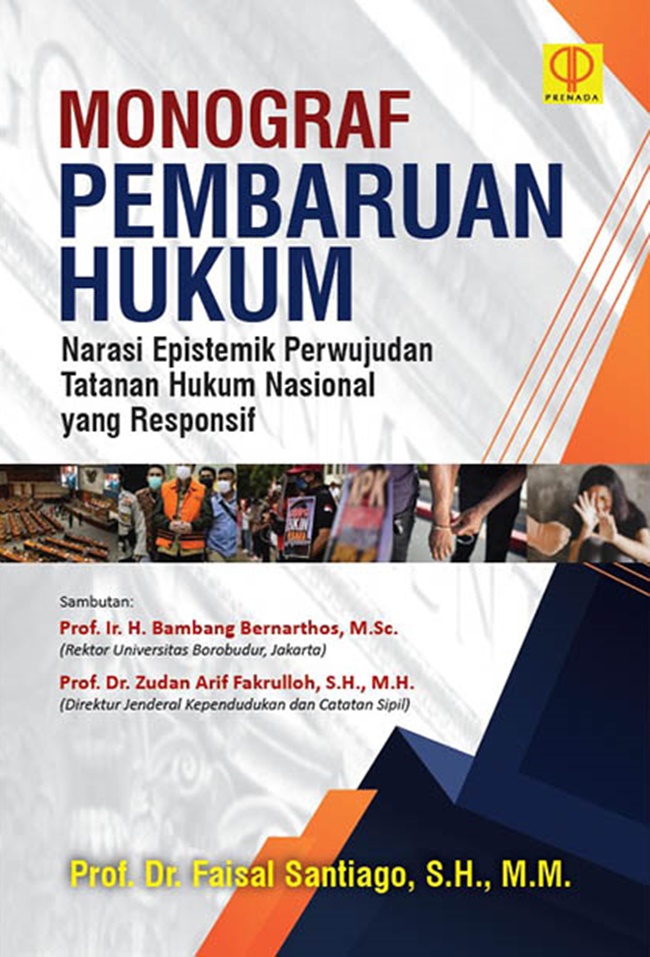 PRENADA
MONOGRAF
PEMBARUAN
HUKUM
Narasi Epistemik Perwujudan
Tatanan Hukum Nasional
yang Responsif
KPK
Sambutan:
Prof. Ir. H. Bambang Bernarthos, M.Sc.
(Rektor Universitas Borobudur, Jakarta)
Prof. Dr. Zudan Arif Fakrulloh, S.H., M.H.
(Direktur Jenderal Kependudukan dan Catatan Sipil)
Prof. Dr. Faisal Santiago, S.H., M.M.